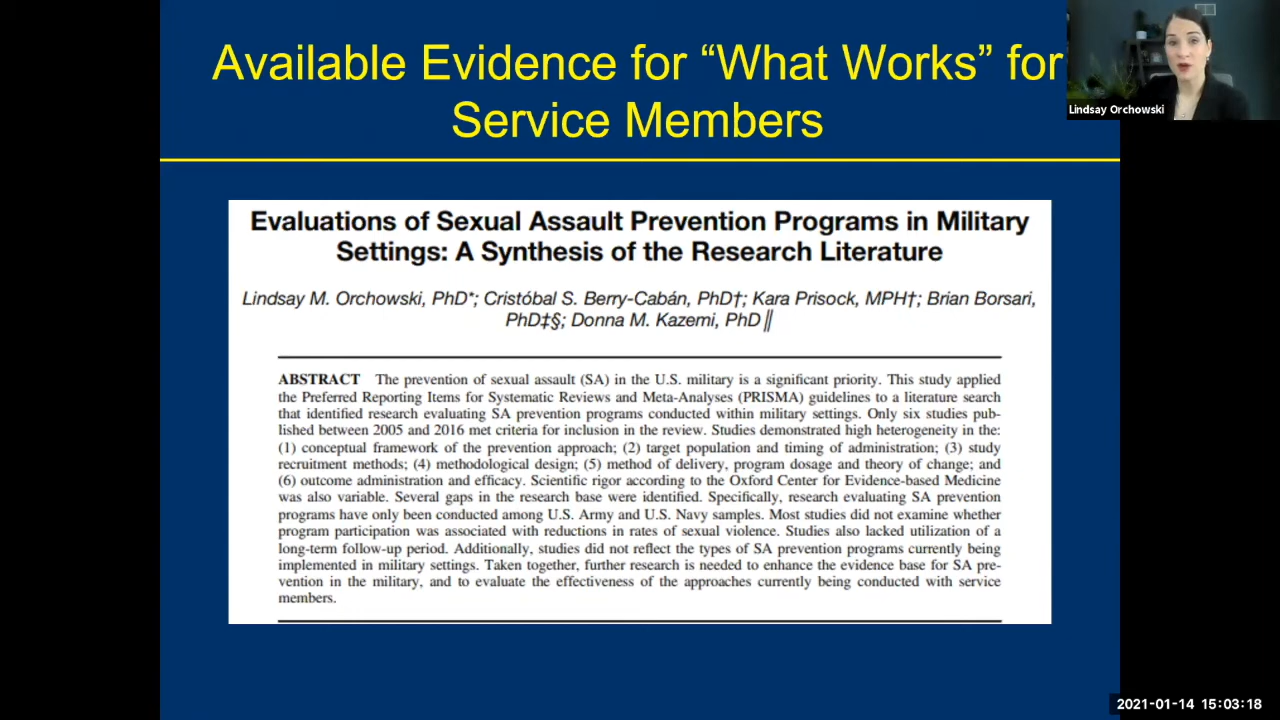 Available Evidence for “What Works” for
Service Members
Lindsay Orchowski
Evaluations of Sexual Assault Prevention Programs in Military
Settings: A Synthesis of the Research Literature
Lindsay M. Orchowski, PhD*; Cristóbal S. Berry-Cabán, PhD†; Kara Prisock, MPH†; Brian Borsari,
PhD‡§; Donna M. Kazemi, PhD‖
ABSTRACT The prevention of sexual assault (SA) in the U.S. military is a significant priority. This study applied
the Preferred Reporting Items for Systematic Reviews and Meta-Analyses (PRISMA) guidelines to a literature search
that identified research evaluating SA prevention programs conducted within military settings. Only six studies pub-
lished between 2005 and 2016 met criteria for inclusion in the review. Studies demonstrated high heterogeneity in the:
(1) conceptual framework of the prevention approach; (2) target population and timing of administration; (3) study
recruitment methods; (4) methodological design; (5) method of delivery, program dosage and theory of change; and
(6) outcome administration and efficacy. Scientific rigor according to the Oxford Center for Evidence-based Medicine
was also variable. Several gaps in the research base were identified. Specifically, research evaluating SA prevention
programs have only been conducted among U.S. Army and U.S. Navy samples. Most studies did not examine whether
program participation was associated with reductions in rates of sexual violence. Studies also lacked utilization of a
long-term follow-up period. Additionally, studies did not reflect the types of SA prevention programs currently being
implemented in military settings. Taken together, further research is needed to enhance the evidence base for SA pre-
vention in the military, and to evaluate the effectiveness of the approaches currently being conducted with service
members.
2021-01-14 15:03:18